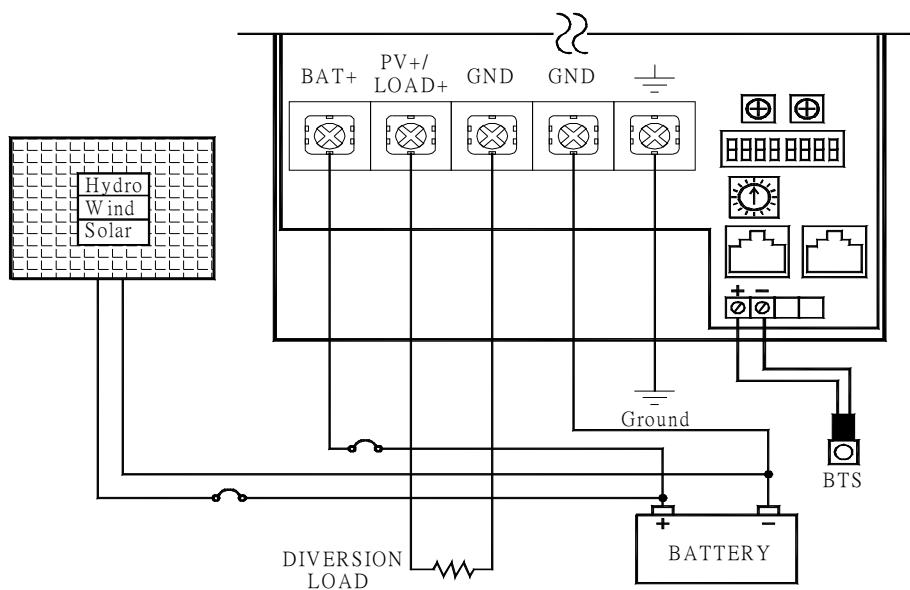 BAT+
PV+/
LOAD+
GND
GND
Hydro
Wind
Solar
+ −
Ground
BTS
+ −
BATTERY
DIVERSION
LOAD